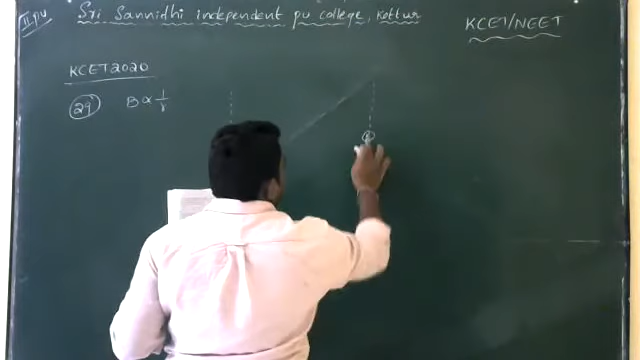 II PU
Sri Sannidhi independent pu college, Kottur
KCET/NEET
KCET2020
29
B ∝ 1/r